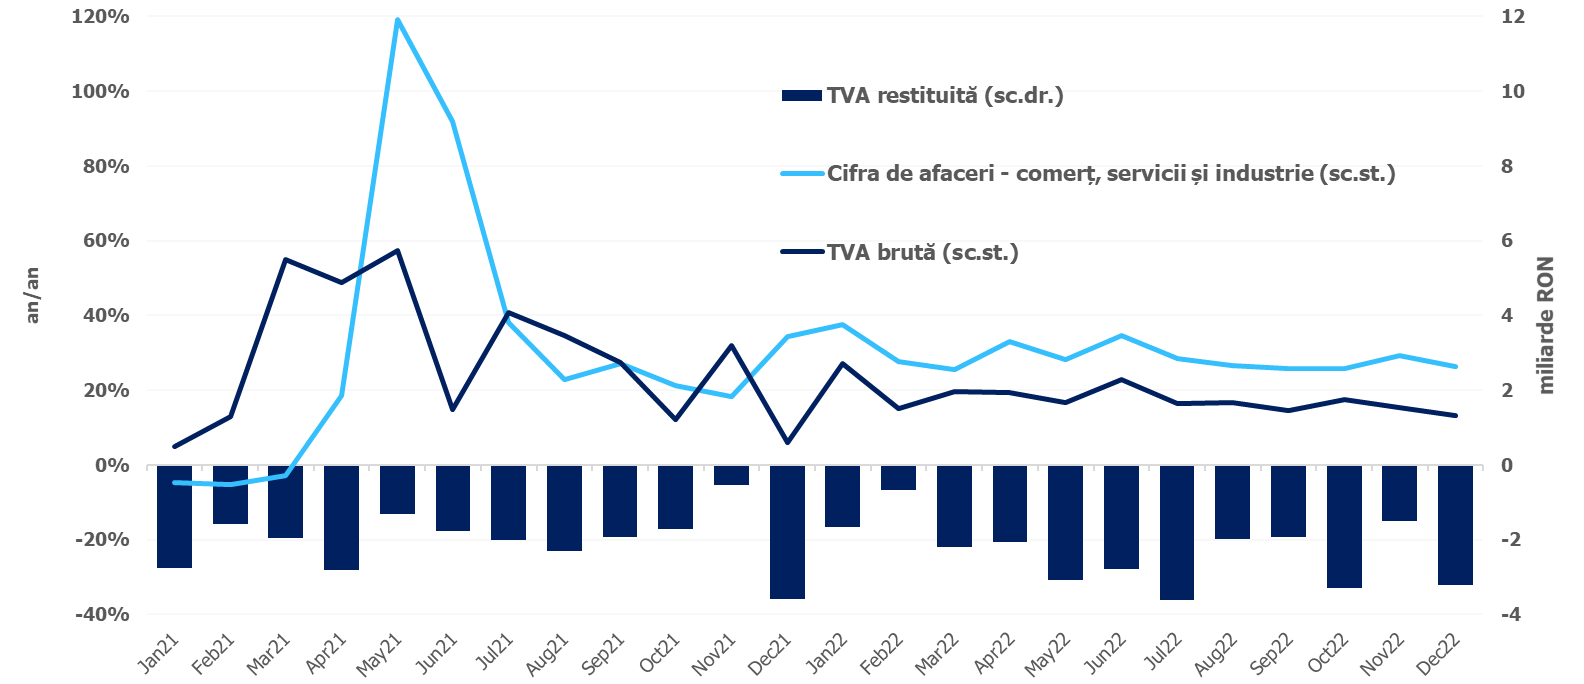 120%
100%
80%
60%
40%
20%
0%
-20%
-40%
an/an
TVA restituită (sc.dr.)
Cifra de afaceri - comerț, servicii și industrie (sc.st.)
TVA brută (sc.st.)
12
10
8
6
4
2
0
-2
-4
miliarde RON
Jan21
Feb21
Mar21
Apr21
May21
Jun21
Jul21
Aug21
Sep21
Oct21
Nov21
Dec21
Jan22
Feb22
Mar22
Apr22
May22
Jun22
Jul22
Aug22
Sep22
Oct22
Nov22
Dec22